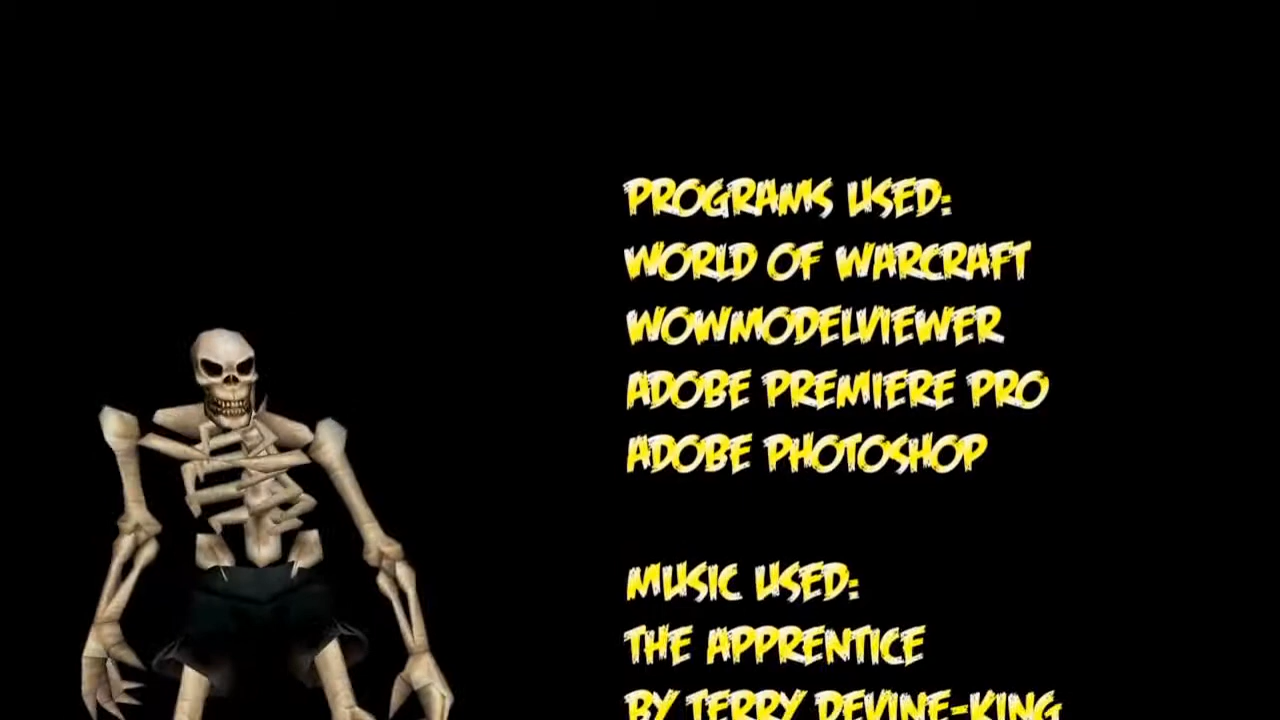 PROGRAMS USED:
WORLD OF WARCRAFT
WOWMODELVIEWER
ADOBE PREMIERE PRO
ADOBE PHOTOSHOP
MUSIC USED:
THE APPRENTICE
BY TERRY DEVINE-KING